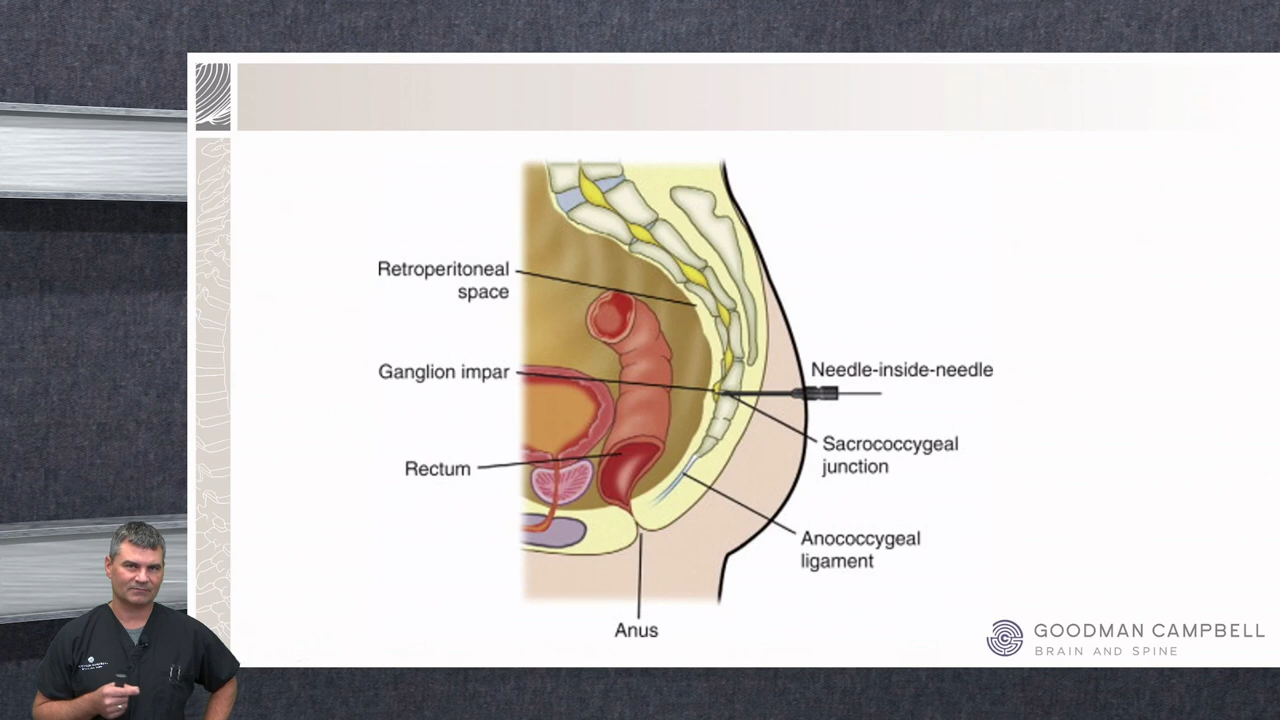 Retroperitoneal
space
Ganglion impar
Needle-inside-needle
Sacrococcygeal
junction
Rectum
Anococcygeal
ligament
Anus
GOODMAN CAMPBELL
BRAIN AND SPINE